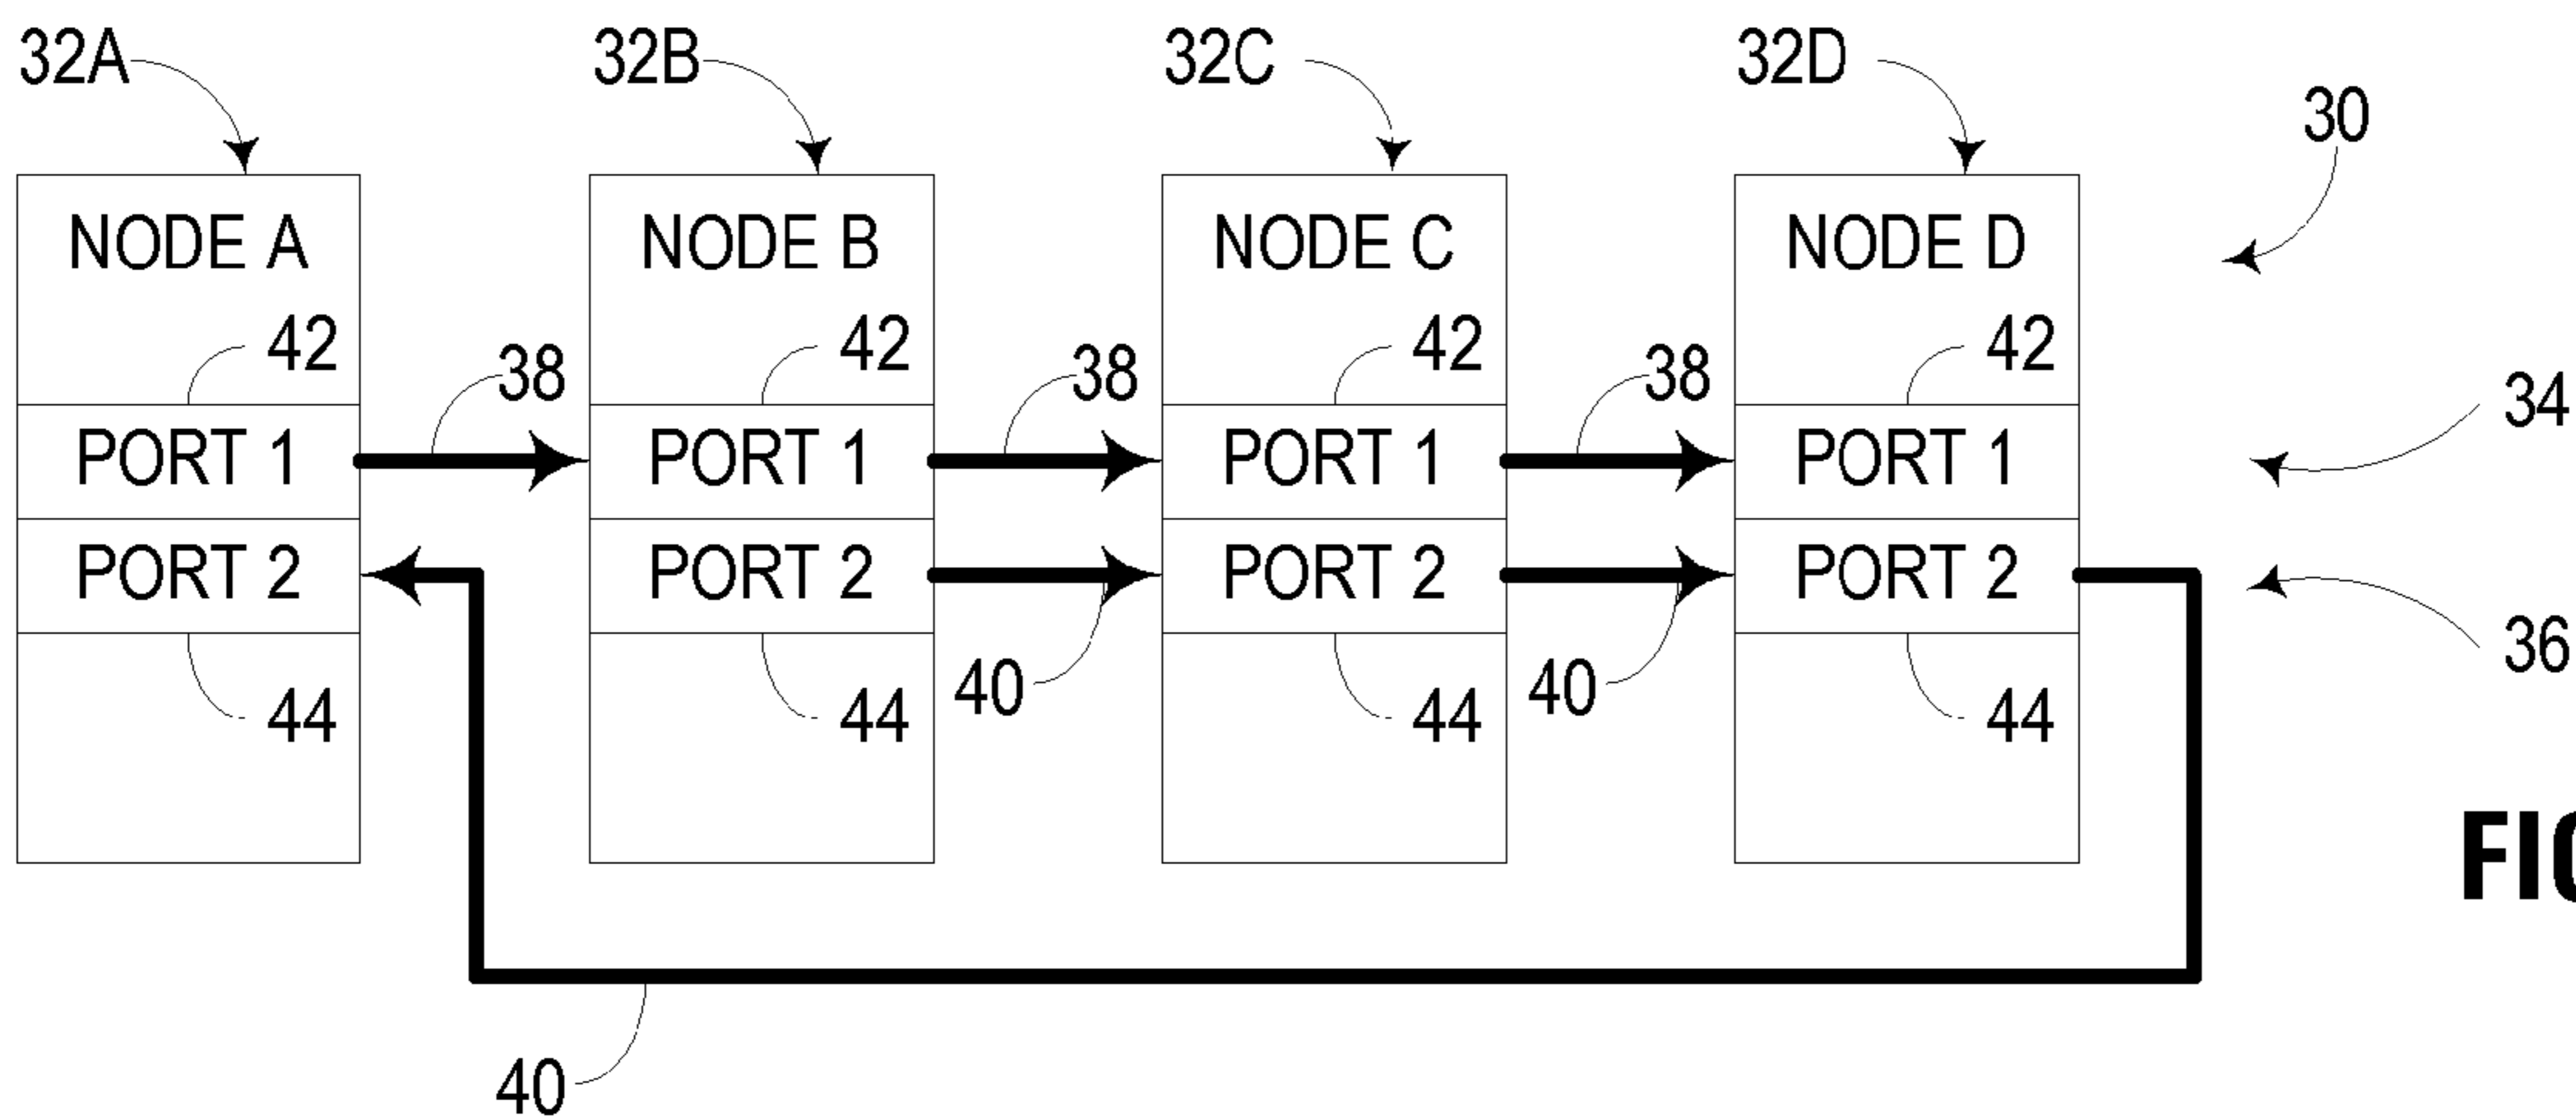 32A 32B 32C 32D
30
NODE A NODE B NODE C NODE D
42 42 42 42
38 38 38
34
PORT 1 PORT 1 PORT 1 PORT 1
PORT 2 PORT 2 PORT 2 PORT 2
36
40 40
44 44 44 44
40